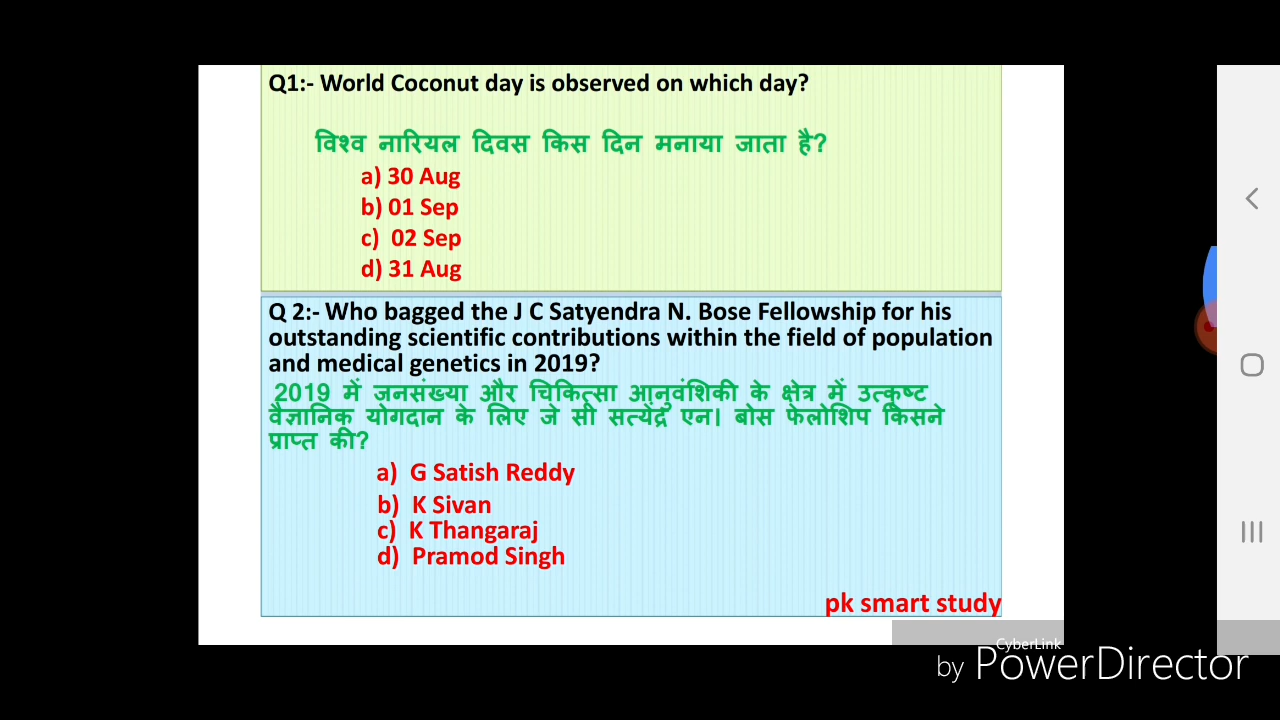 Q1:- World Coconut day is observed on which day?
विश्व नारियल दिवस किस दिन मनाया जाता है?
a) 30 Aug
b) 01 Sep
c) 02 Sep
d) 31 Aug
Q 2:- Who bagged the J C Satyendra N. Bose Fellowship for his
outstanding scientific contributions within the field of population
and medical genetics in 2019?
2019 में जनसंख्या और चिकित्सा आनुवंशिकी के क्षेत्र में उत्कृष्ट
वैज्ञानिक योगदान के लिए जे सी सत्येंद्र एन। बोस फेलोशिप किसने
प्राप्त की?
a) G Satish Reddy
b) K Sivan
c) K Thangaraj
d) Pramod Singh
pk smart study
CyberLink
by PowerDirector